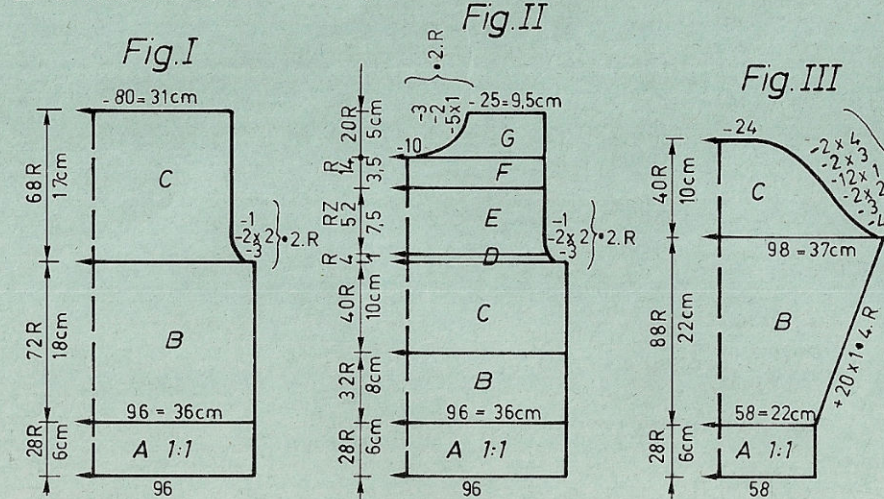 Fig. I
- 80 = 31cm
68R
17cm
C
-1
-2x2
-3
•2.R
72R
18cm
B
96 = 36cm
28R
6cm
A 1:1
96
Fig. II
•2.R
-3
-2
-5x1
- 25=9,5cm
20R
5cm
G
-10
R
14
3,5
F
RZ
52
7,5
E
-1
-2x2
-3
•2.R
R
4
1
D
40R
10cm
C
32R
8cm
B
96 = 36cm
28R
6cm
A 1:1
96
Fig. III
-24
-2x4
-2x3
-12x1
-2x2
-3
-4
40R
10cm
C
98 = 37cm
88R
22cm
B
+20x1•4.R
58=22cm
28R
6cm
A 1:1
58